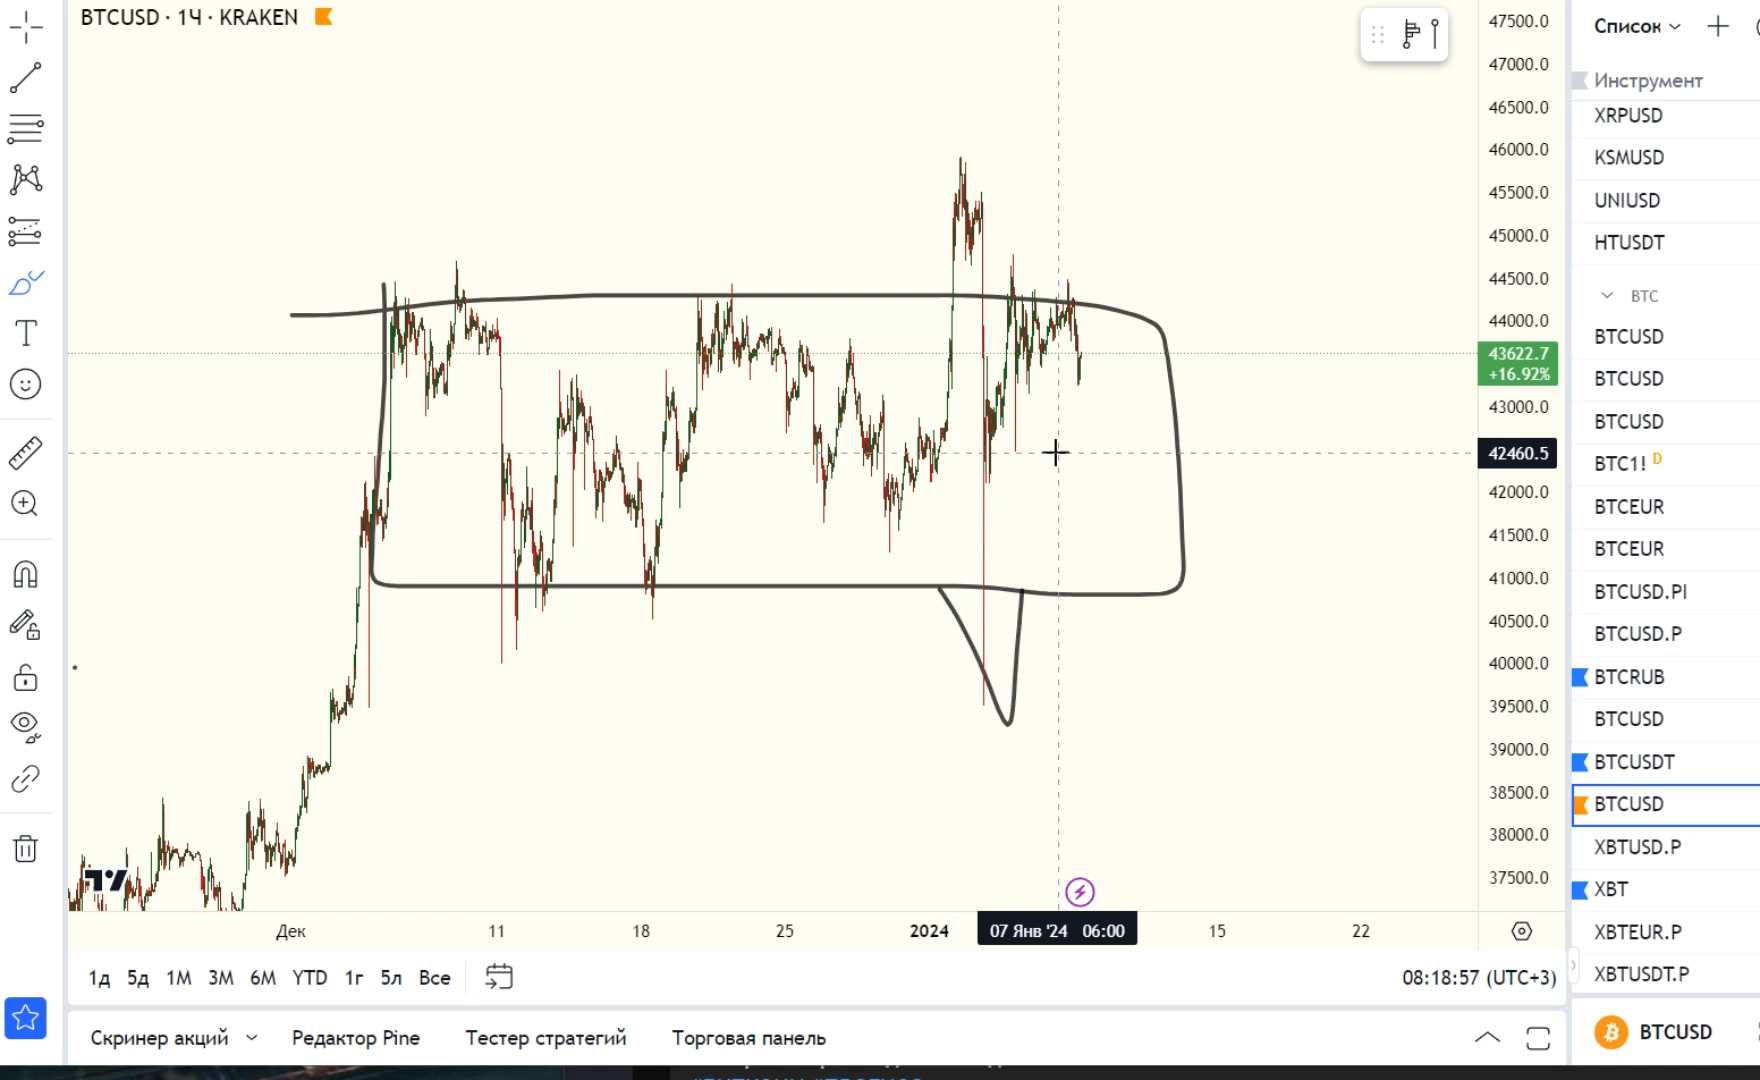 BTCUSD · 1Ч · KRAKEN
47500.0
47000.0
46500.0
46000.0
45500.0
45000.0
44500.0
44000.0
43622.7
+16.92%
43000.0
42460.5
42000.0
41500.0
41000.0
40500.0
40000.0
39500.0
39000.0
38500.0
38000.0
37500.0
Дек
11
18
25
2024
07 Янв '24 06:00
15
22
1д 5д 1М 3М 6М YTD 1г 5л Все
08:18:57 (UTC+3)
Скринер акций
Редактор Pine
Тестер стратегий
Торговая панель
Список
Инструмент
XRPUSD
KSMUSD
UNIUSD
HTUSDT
BTC
BTCUSD
BTCUSD
BTCUSD
BTC1! D
BTCEUR
BTCEUR
BTCUSD.PI
BTCUSD.P
BTCRUB
BTCUSD
BTCUSDT
BTCUSD
XBTUSD.P
XBT
XBTEUR.P
XBTUSDT.P
BTCUSD